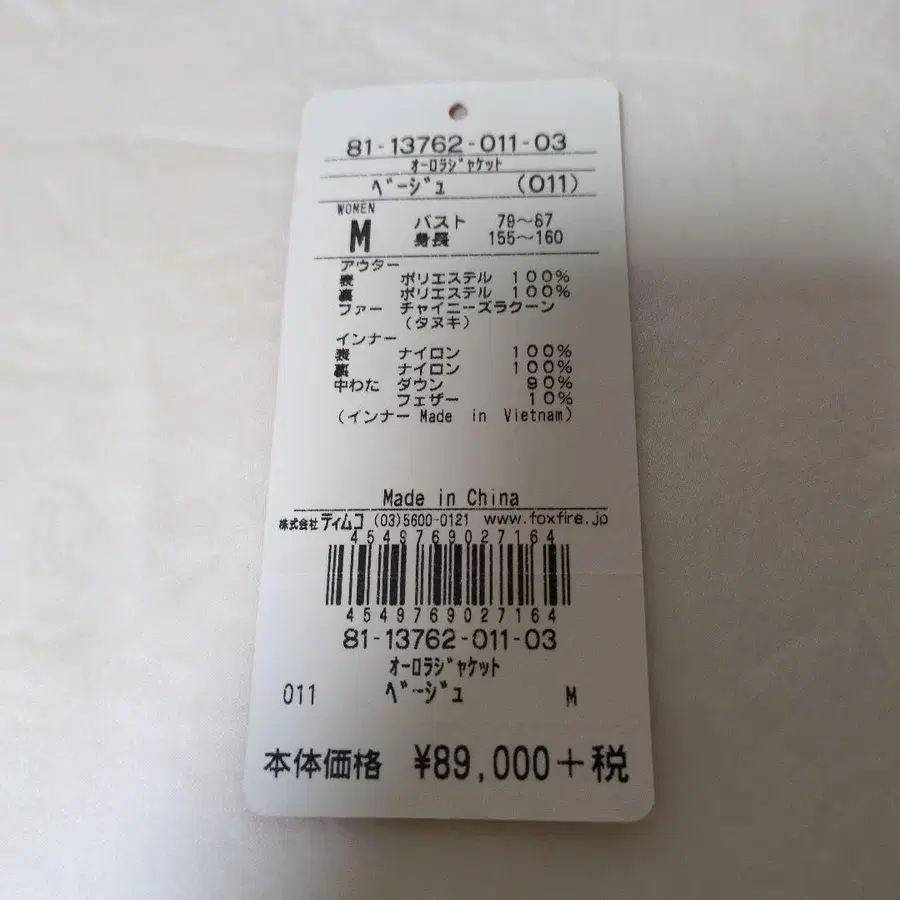 81-13762-011-03
オーロラジャケット
ベージュ (011)
WOMEN
M バスト 79~87
身長 155~160
アウター
表 ポリエステル 100%
裏 ポリエステル 100%
ファー チャイニーズラクーン
(タヌキ)
インナー
表 ナイロン 100%
裏 ナイロン 100%
中わた ダウン 90%
フェザー 10%
(インナー Made in Vietnam)
Made in China
株式会社 ティムコ (03)5600-0121 www.foxfire.jp
4549769027164
4549769027164
81-13762-011-03
オーロラジャケット
011 ベージュ M
本体価格 ¥89,000+税